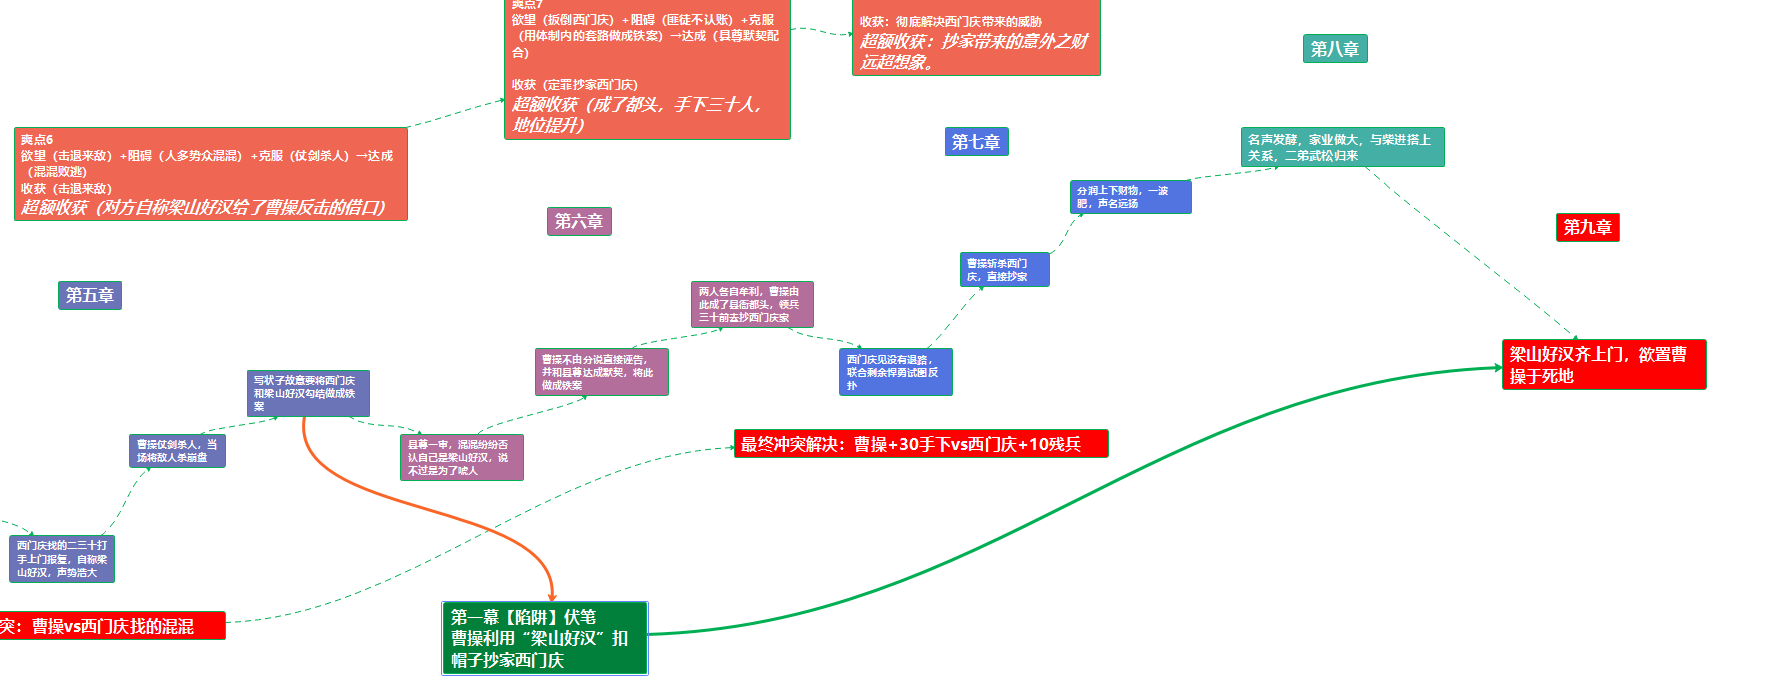 爽点7
欲望（扳倒西门庆）+阻碍（匪徒不认账）+克服
（用体制内的套路做成铁案）→达成（县尊默契配
合）
收获（定罪抄家西门庆）
超额收获（成了都头，手下三十人，
地位提升）
收获：彻底解决西门庆带来的威胁
超额收获：抄家带来的意外之财
远超想象。
第八章
爽点6
欲望（击退来敌）+阻碍（人多势众混混）+克服（仗剑杀人）→达成
（混混败逃）
收获（击退来敌）
超额收获（对方自称梁山好汉给了曹操反击的借口）
第七章
名声发酵，家业做大，与柴进搭上
关系，二弟武松归来
分润上下财物，一波
肥，声名远扬
第六章
第九章
曹操斩杀西门
庆，直接抄家
第五章
两人各自牟利，曹操由
此成了县衙都头，领兵
三十前去抄西门庆家
西门庆见没有退路，
联合剩余悍勇试图反
扑
曹操不由分说直接诬告，
并和县尊达成默契，将此
做成铁案
梁山好汉齐上门，欲置曹
操于死地
写状子故意要将西门庆
和梁山好汉勾结做成铁
案
曹操仗剑杀人，当
场将敌人杀崩盘
县尊一审，混混纷纷否
认自己是梁山好汉，说
不过是为了唬人
最终冲突解决：曹操+30手下vs西门庆+10残兵
西门庆找的二三十打
手上门报复，自称梁
山好汉，声势浩大
突：曹操vs西门庆找的混混
第一幕【陷阱】伏笔
曹操利用“梁山好汉”扣
帽子抄家西门庆